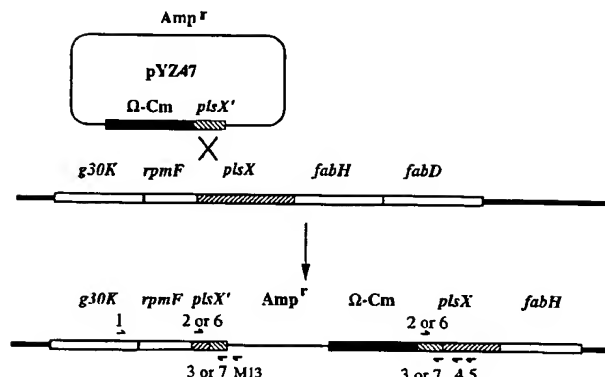 Amp r
pYZ47
Ω-Cm plsX'
g30K rpmF plsX fabH fabD
g30K rpmF plsX' Amp r Ω-Cm plsX fabH
1 2 or 6 2 or 6
3 or 7 M13 3 or 7 4 5